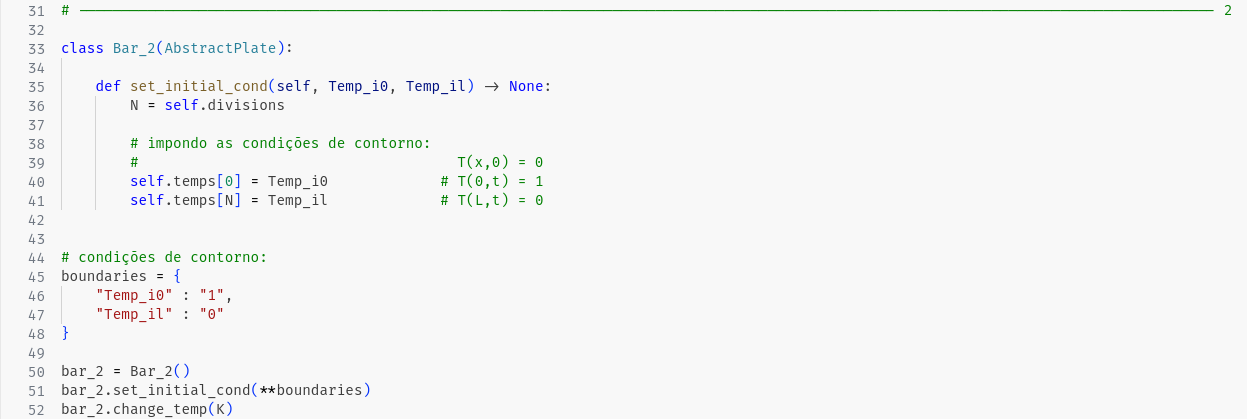 31 # ──────────────────────────────────────── 2
32
33 class Bar_2(AbstractPlate):
34
35     def set_initial_cond(self, Temp_i0, Temp_il) -> None:
36         N = self.divisions
37
38         # impondo as condições de contorno:
39         #                                     T(x,0) = 0
40         self.temps[0] = Temp_i0             # T(0,t) = 1
41         self.temps[N] = Temp_il             # T(L,t) = 0
42
43
44 # condições de contorno:
45 boundaries = {
46     "Temp_i0" : "1",
47     "Temp_il" : "0"
48 }
49
50 bar_2 = Bar_2()
51 bar_2.set_initial_cond(**boundaries)
52 bar_2.change_temp(K)